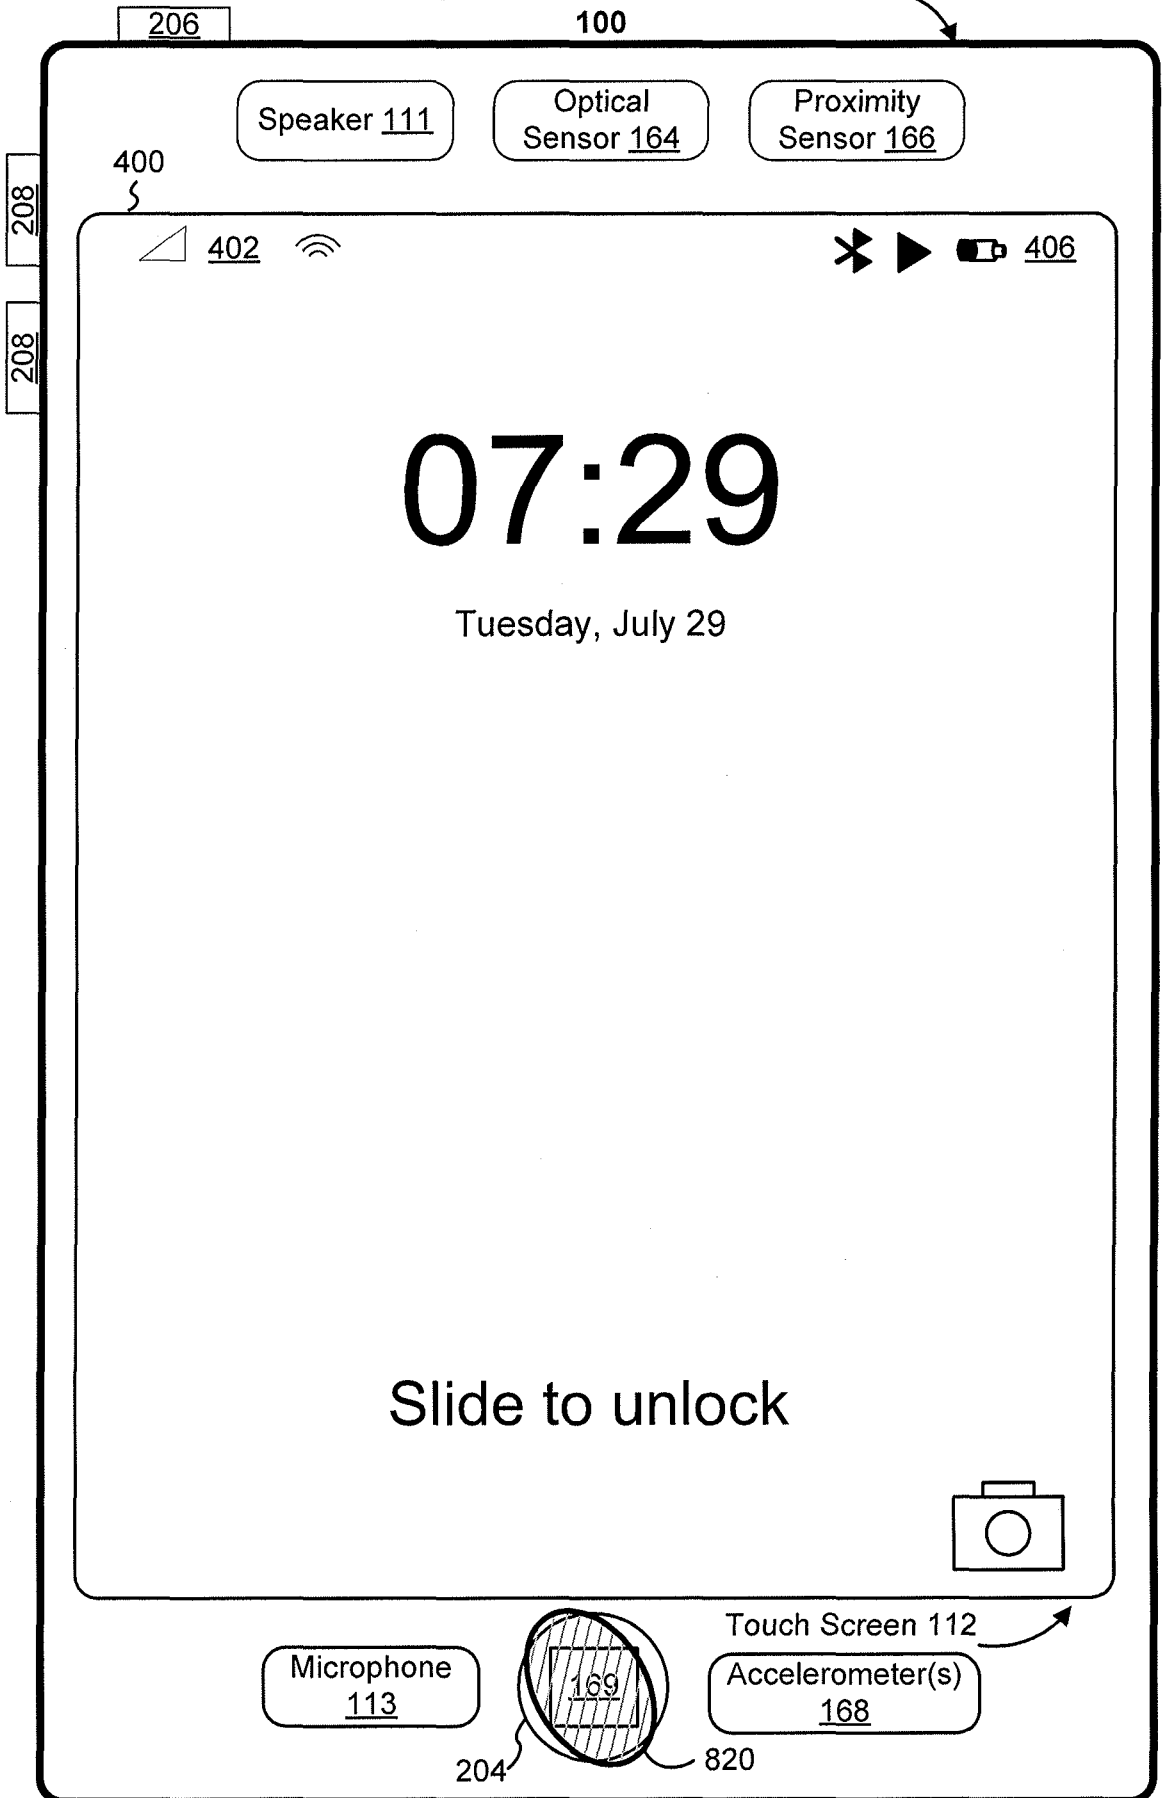 206
100
Speaker 111
Optical
Sensor 164
Proximity
Sensor 166
400
208
402
406
208
07:29
Tuesday, July 29
Slide to unlock
Touch Screen 112
Microphone
113
169
Accelerometer(s)
168
204
820